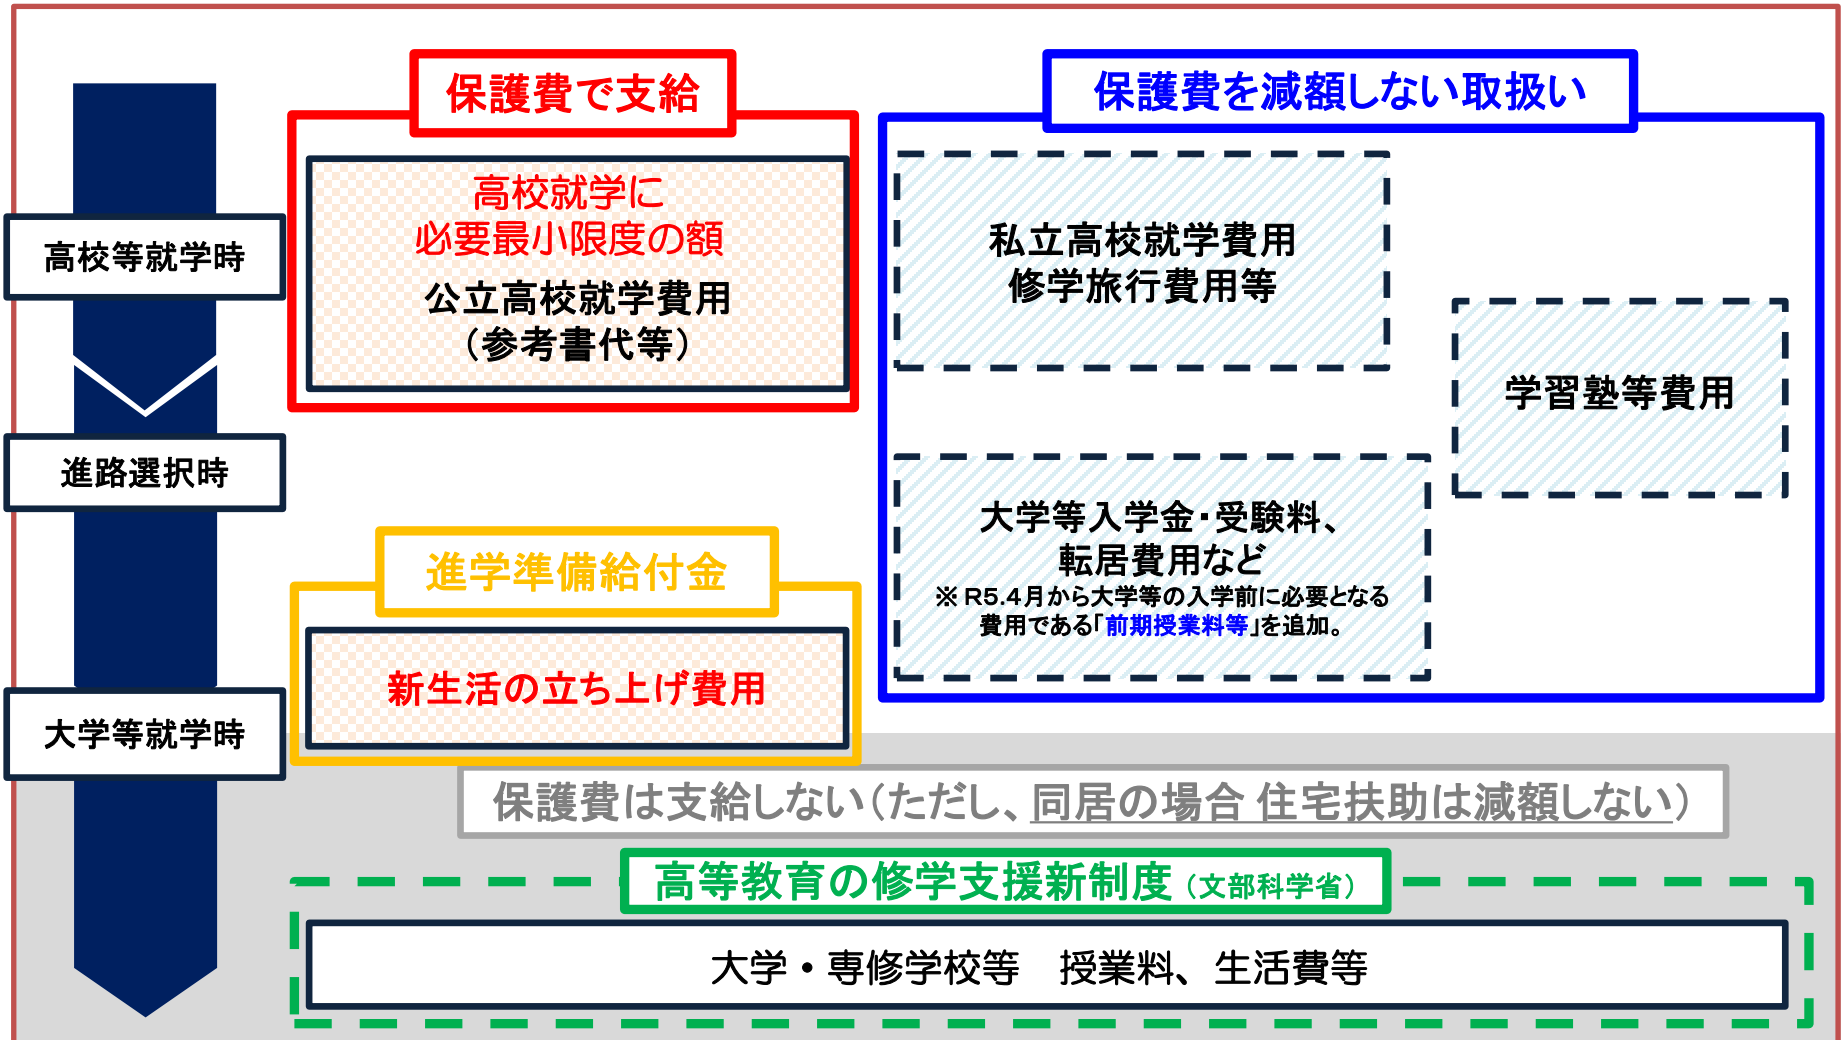 保護費で支給
高校就学に
必要最小限度の額
公立高校就学費用
（参考書代等）
保護費を減額しない取扱い
私立高校就学費用
修学旅行費用等
学習塾等費用
大学等入学金・受験料、
転居費用など
※ R5.4月から大学等の入学前に必要となる
費用である「前期授業料等」を追加。
高校等就学時
進路選択時
大学等就学時
進学準備給付金
新生活の立ち上げ費用
保護費は支給しない（ただし、同居の場合 住宅扶助は減額しない）
高等教育の修学支援新制度（文部科学省）
大学・専修学校等　授業料、生活費等